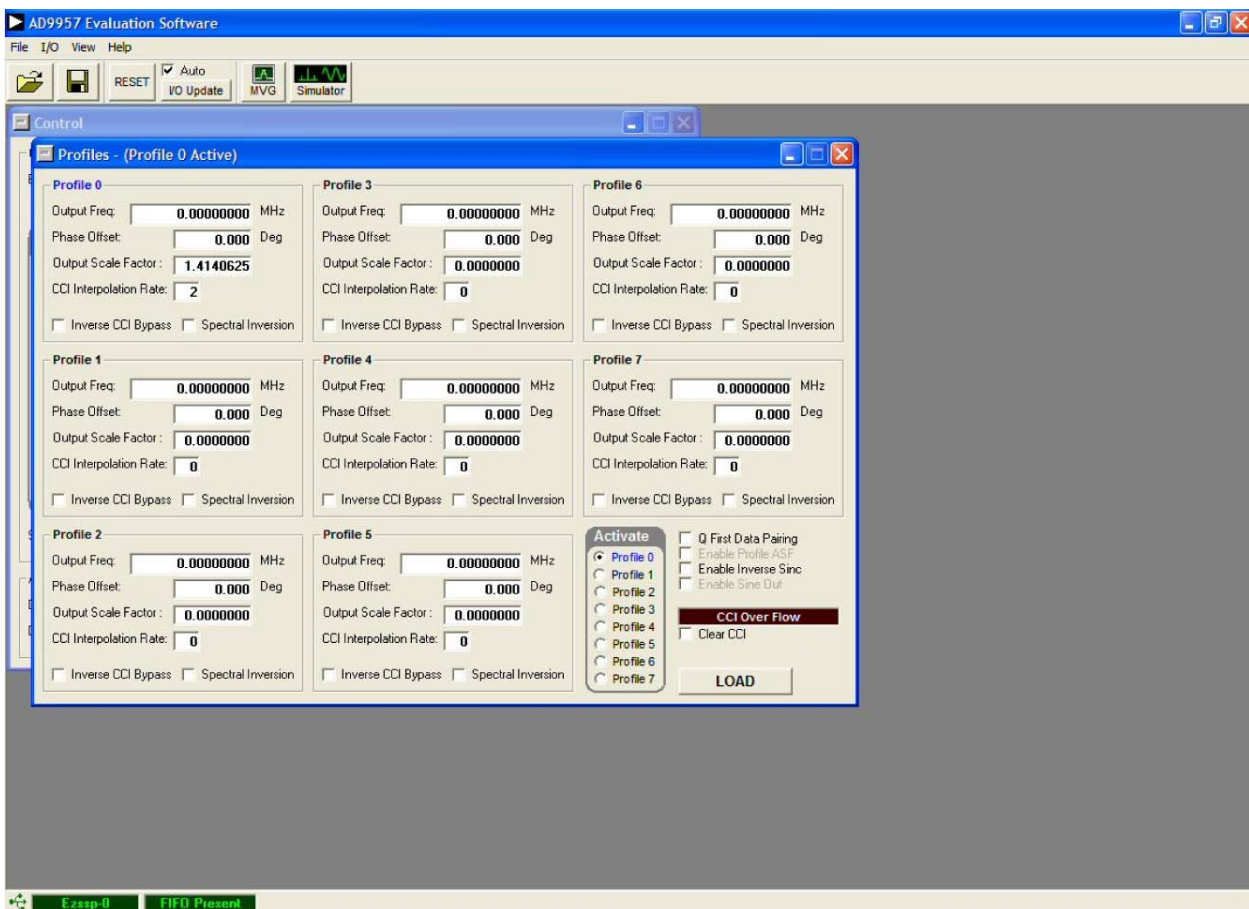 AD9957 Evaluation Software
File I/O View Help
RESET
Auto
I/O Update
MVG
Simulator
Control
Profiles - (Profile 0 Active)
Profile 0
Output Freq: 0.00000000 MHz
Phase Offset: 0.000 Deg
Output Scale Factor : 1.4140625
CCI Interpolation Rate: 2
Inverse CCI Bypass Spectral Inversion
Profile 3
Output Freq: 0.00000000 MHz
Phase Offset: 0.000 Deg
Output Scale Factor : 0.0000000
CCI Interpolation Rate: 0
Inverse CCI Bypass Spectral Inversion
Profile 6
Output Freq: 0.00000000 MHz
Phase Offset: 0.000 Deg
Output Scale Factor : 0.0000000
CCI Interpolation Rate: 0
Inverse CCI Bypass Spectral Inversion
Profile 1
Output Freq: 0.00000000 MHz
Phase Offset: 0.000 Deg
Output Scale Factor : 0.0000000
CCI Interpolation Rate: 0
Inverse CCI Bypass Spectral Inversion
Profile 4
Output Freq: 0.00000000 MHz
Phase Offset: 0.000 Deg
Output Scale Factor : 0.0000000
CCI Interpolation Rate: 0
Inverse CCI Bypass Spectral Inversion
Profile 7
Output Freq: 0.00000000 MHz
Phase Offset: 0.000 Deg
Output Scale Factor : 0.0000000
CCI Interpolation Rate: 0
Inverse CCI Bypass Spectral Inversion
Profile 2
Output Freq: 0.00000000 MHz
Phase Offset: 0.000 Deg
Output Scale Factor : 0.0000000
CCI Interpolation Rate: 0
Inverse CCI Bypass Spectral Inversion
Profile 5
Output Freq: 0.00000000 MHz
Phase Offset: 0.000 Deg
Output Scale Factor : 0.0000000
CCI Interpolation Rate: 0
Inverse CCI Bypass Spectral Inversion
Activate
Profile 0
Profile 1
Profile 2
Profile 3
Profile 4
Profile 5
Profile 6
Profile 7
Q First Data Pairing
Enable Profile ASF
Enable Inverse Sinc
Enable Sine Out
CCI Over Flow
Clear CCI
LOAD
Ezssp-0
FIFO Present